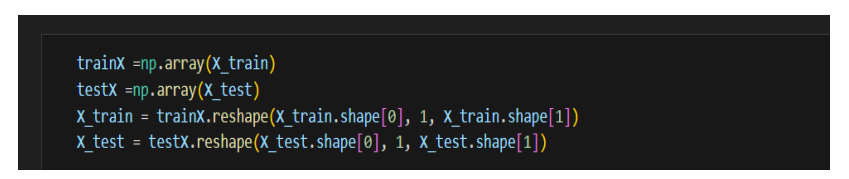 trainX =np.array(X_train)
testX =np.array(X_test)
X_train = trainX.reshape(X_train.shape[0], 1, X_train.shape[1])
X_test = testX.reshape(X_test.shape[0], 1, X_test.shape[1])